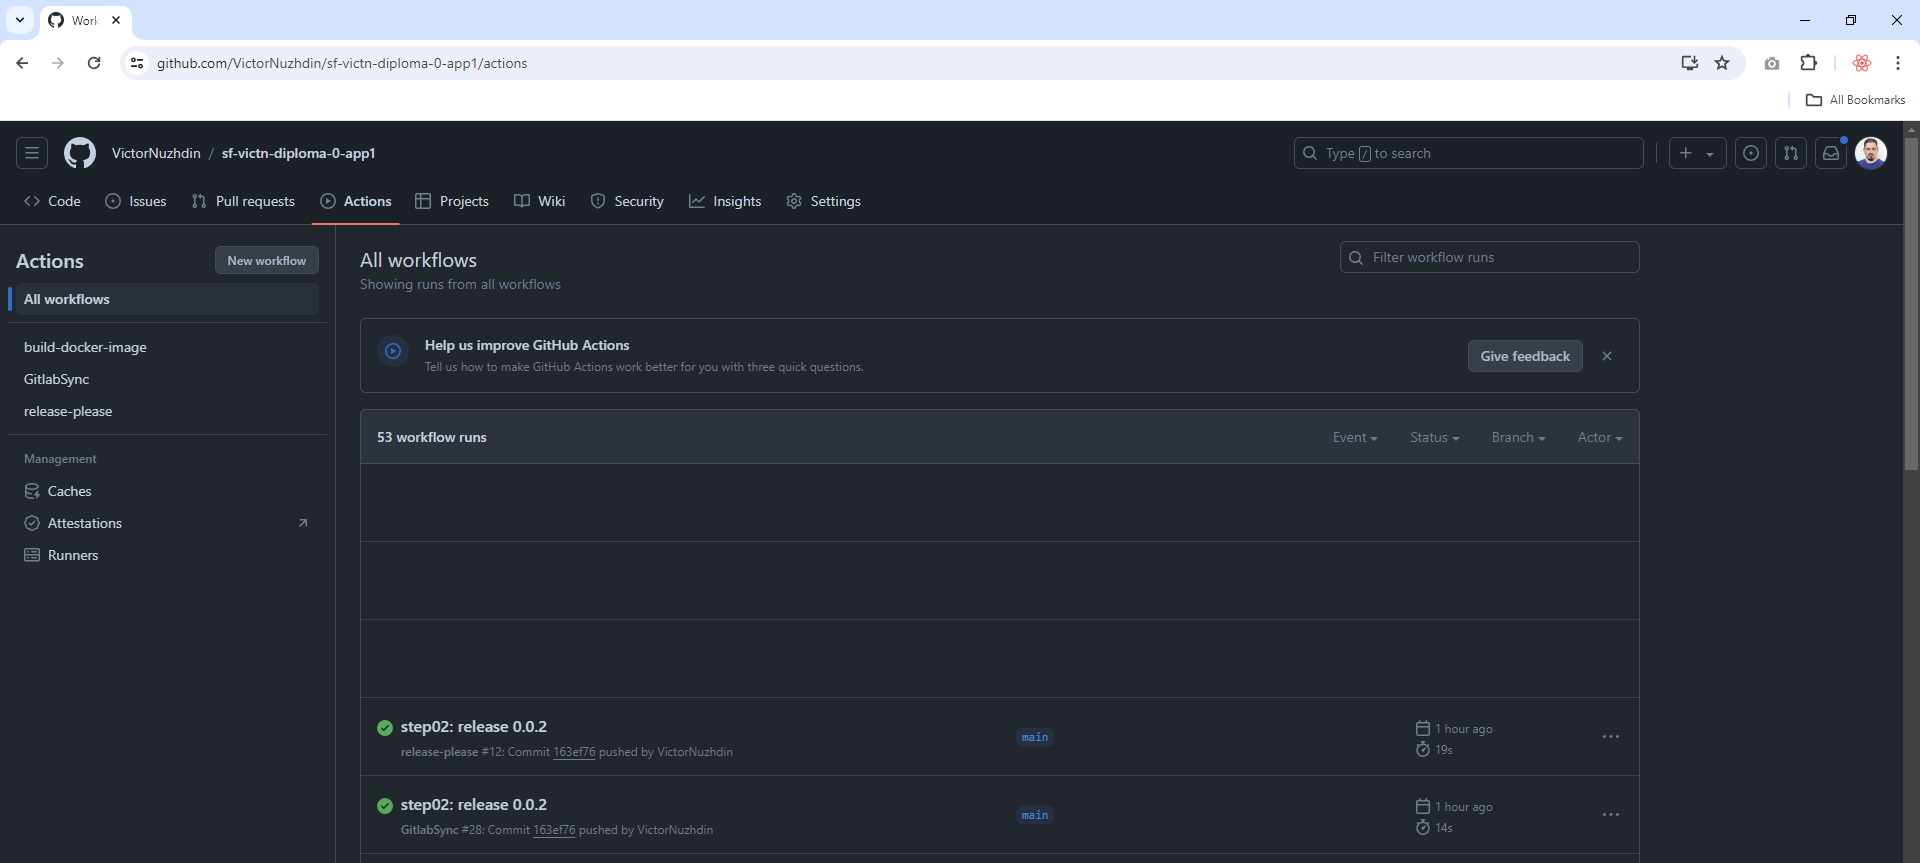 Work
github.com/VictorNuzhdin/sf-victn-diploma-0-app1/actions
All Bookmarks
VictorNuzhdin / sf-victn-diploma-0-app1
Type / to search
Code
Issues
Pull requests
Actions
Projects
Wiki
Security
Insights
Settings
Actions
New workflow
All workflows
build-docker-image
GitlabSync
release-please
Management
Caches
Attestations
Runners
All workflows
Showing runs from all workflows
Filter workflow runs
Help us improve GitHub Actions
Tell us how to make GitHub Actions work better for you with three quick questions.
Give feedback
53 workflow runs
Event
Status
Branch
Actor
step02: release 0.0.2
release-please #12: Commit 163ef76 pushed by VictorNuzhdin
main
1 hour ago
19s
step02: release 0.0.2
GitlabSync #28: Commit 163ef76 pushed by VictorNuzhdin
main
1 hour ago
14s